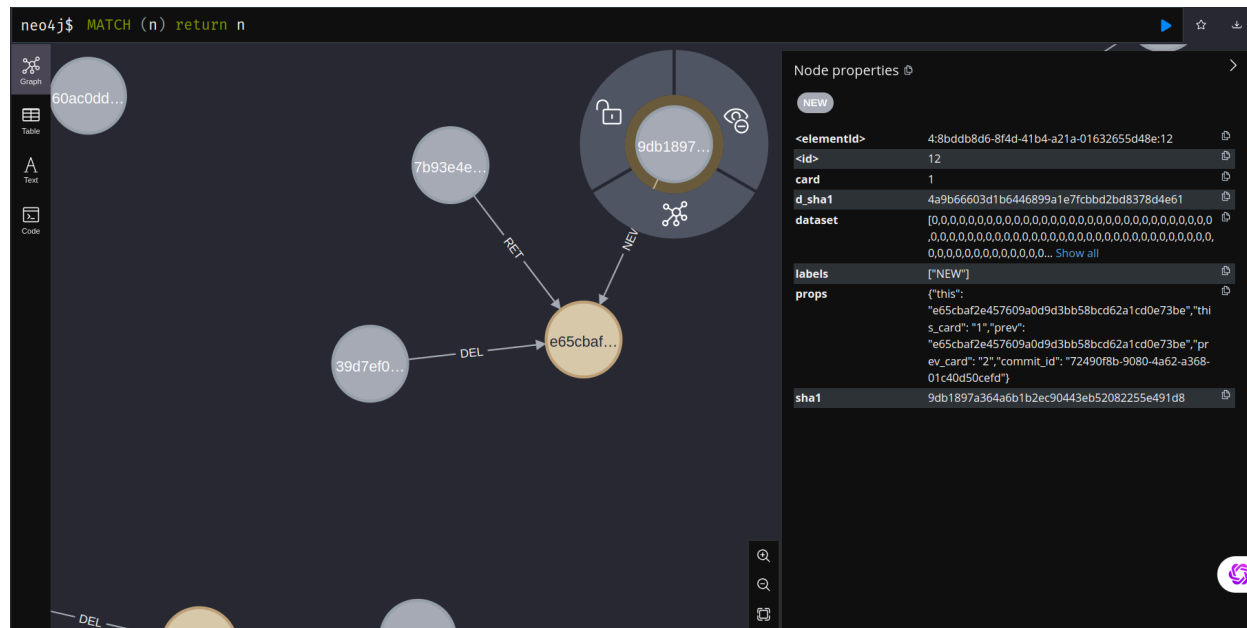 neo4j$ MATCH (n) return n
Graph
Table
Text
Code
60ac0dd...
7b93e4e...
9db1897...
RET
NEW
DEL
39d7ef0...
e65cbaf...
DEL
Node properties
NEW
<elementId> 4:8bddb8d6-8f4d-41b4-a21a-01632655d48e:12
<id> 12
card 1
d_sha1 4a9b66603d1b6446899a1e7fcbbd2bd8378d4e61
dataset [0,0,0,0,0,0,0,0,0,0,0,0,0,0,0,0,0,0,0,0,0,0,0,0,0,0,0,0,0,0,0,0,0,0,0
,0,0,0,0,0,0,0,0,0,0,0,0,0,0,0,0,0,0,0,0,0,0,0,0,0,0,0,0,0,0,0,0,0,0,0,
0,0,0,0,0,0,0,0,0,0,0,0,0,0,0... Show all
labels ["NEW"]
props {"this":
"e65cbaf2e457609a0d9d3bb58bcd62a1cd0e73be","thi
s_card": "1","prev":
"e65cbaf2e457609a0d9d3bb58bcd62a1cd0e73be","pr
ev_card": "2","commit_id": "72490f8b-9080-4a62-a368-
01c40d50cefd"}
sha1 9db1897a364a6b1b2ec90443eb52082255e491d8